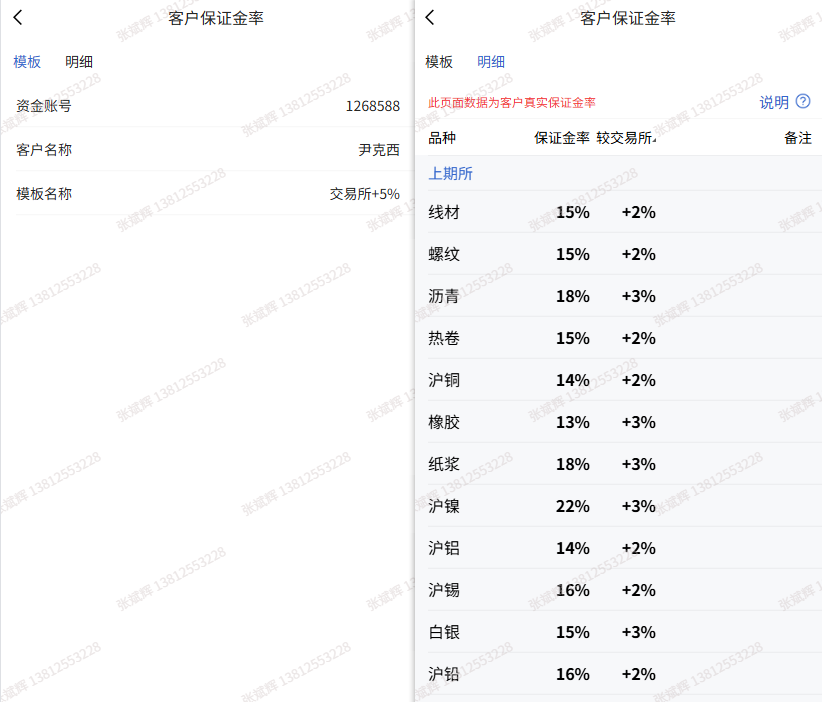 客户保证金率
模板 明细
资金账号 1268588
客户名称 尹克西
模板名称 交易所+5%
客户保证金率
模板 明细
此页面数据为客户真实保证金率 说明 ?
品种 保证金率 较交易所 备注
上期所
线材 15% +2%
螺纹 15% +2%
沥青 18% +3%
热卷 15% +2%
沪铜 14% +2%
橡胶 13% +3%
纸浆 18% +3%
沪镍 22% +3%
沪铝 14% +2%
沪锡 16% +2%
白银 15% +3%
沪铅 16% +2%
张斌辉 13812553228